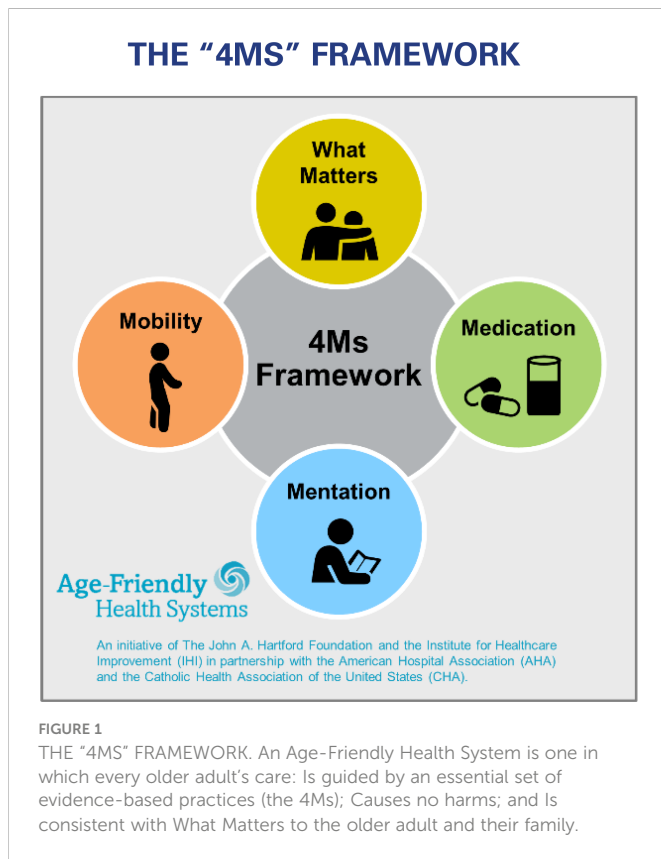 THE “4MS” FRAMEWORK
What
Matters
Mobility
4Ms
Framework
Medication
Mentation
Age-Friendly
Health Systems
An initiative of The John A. Hartford Foundation and the Institute for Healthcare
Improvement (IHI) in partnership with the American Hospital Association (AHA)
and the Catholic Health Association of the United States (CHA).
FIGURE 1
THE “4MS” FRAMEWORK. An Age-Friendly Health System is one in
which every older adult’s care: Is guided by an essential set of
evidence-based practices (the 4Ms); Causes no harms; and Is
consistent with What Matters to the older adult and their family.